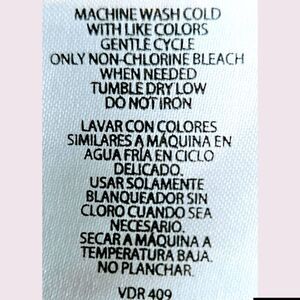 MACHINE WASH COLD
WITH LIKE COLORS
GENTLE CYCLE
ONLY NON-CHLORINE BLEACH
WHEN NEEDED
TUMBLE DRY LOW
DO NOT IRON
LAVAR CON COLORES
SIMILARES A MÁQUINA EN
AGUA FRÍA EN CICLO
DELICADO.
USAR SOLAMENTE
BLANQUEADOR SIN
CLORO CUANDO SEA
NECESARIO.
SECAR A MÁQUINA A
TEMPERATURA BAJA.
NO PLANCHAR.
VDR 409